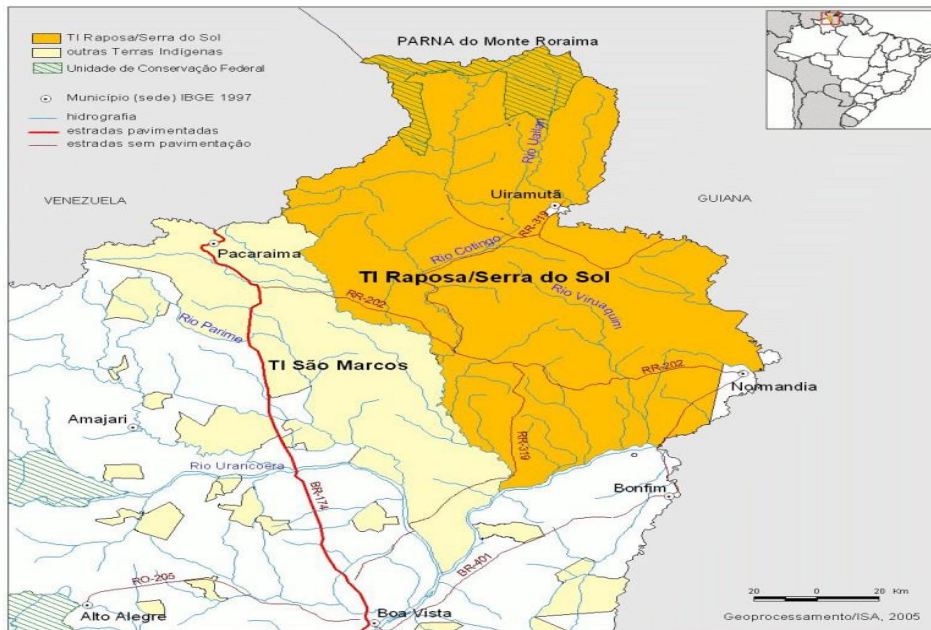 TI Raposa/Serra do Sol
outras Terras Indígenas
Unidade de Conservação Federal
Município (sede) IBGE 1997
hidrografia
estradas pavimentadas
estradas sem pavimentação
PARNA do Monte Roraima
Rio Uailan
VENEZUELA
Uiramutã
GUIANA
RR-319
Pacaraima
Rio Cotingo
TI Raposa/Serra do Sol
RR-202
Rio Viruaquim
Rio Parime
TI São Marcos
RR-202
Normandia
Amajari
RR-319
Rio Uraricoera
BR-174
Bonfim
BR-401
RO-205
Alto Alegre
Boa Vista
20 0 20 Km
Geoprocessamento/ISA, 2005